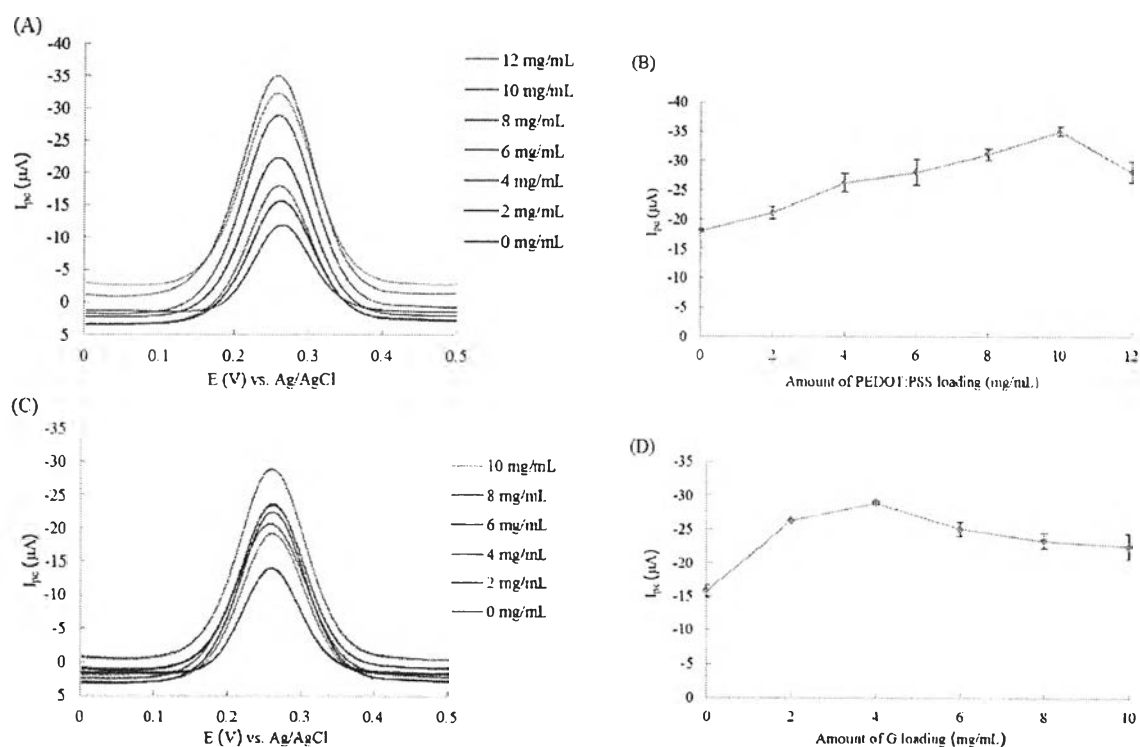 (A)
-40
-35
-30
-25
-20
-15
-10
-5
0
5
I_pc (μA)
0 0.1 0.2 0.3 0.4 0.5
E (V) vs. Ag/AgCl
12 mg/mL
10 mg/mL
8 mg/mL
6 mg/mL
4 mg/mL
2 mg/mL
0 mg/mL
(B)
-40
-35
-30
-25
-20
-15
-10
-5
0
I_pc (μA)
0 2 4 6 8 10 12
Amount of PEDOT:PSS loading (mg/mL)
(C)
-35
-30
-25
-20
-15
-10
-5
0
5
I_pc (μA)
0 0.1 0.2 0.3 0.4 0.5
E (V) vs. Ag/AgCl
10 mg/mL
8 mg/mL
6 mg/mL
4 mg/mL
2 mg/mL
0 mg/mL
(D)
-35
-30
-25
-20
-15
-10
-5
0
I_pc (μA)
0 2 4 6 8 10
Amount of G loading (mg/mL)